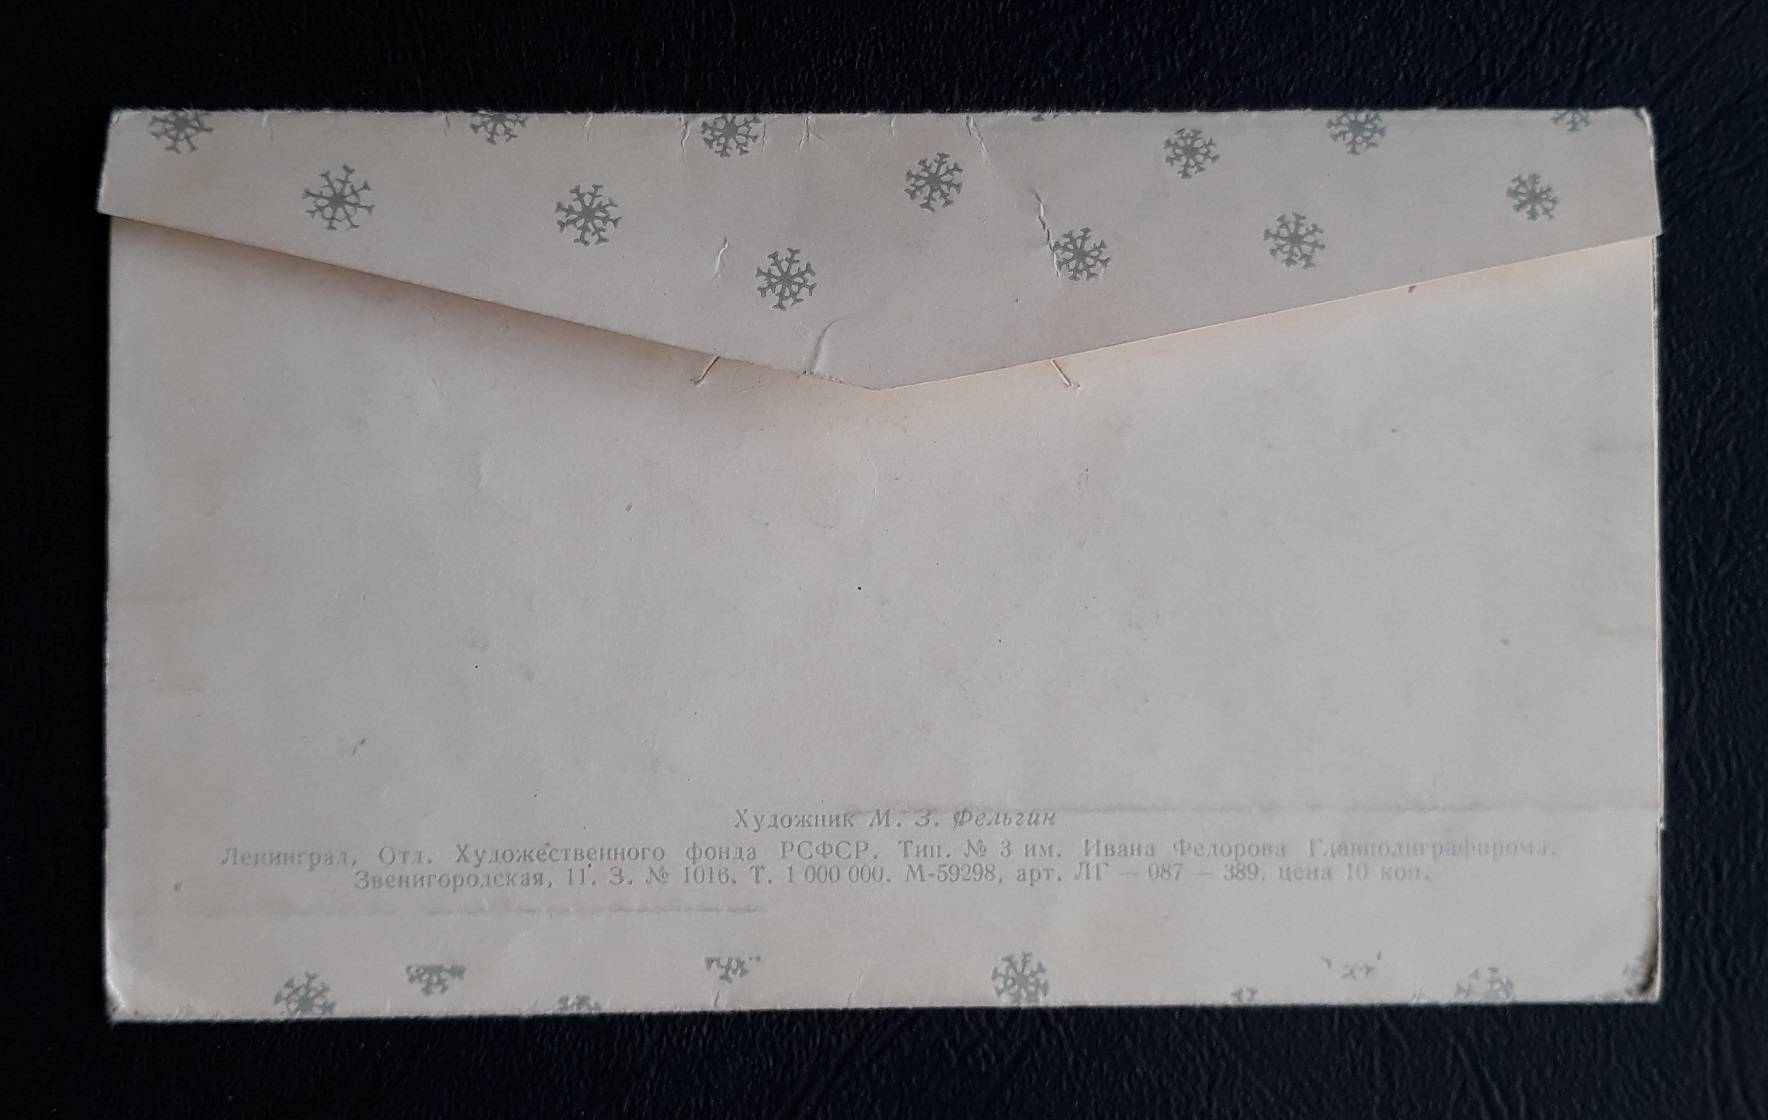 Художник М. З. Фельгин
Ленинград, Отд. Художественного фонда РСФСР. Тип. № 3 им. Ивана Федорова Главполиграфпрома.
Звенигородская, 11. З. № 1016. Т. 1 000 000. М-59298, арт. ЛГ — 087 — 389, цена 10 коп.